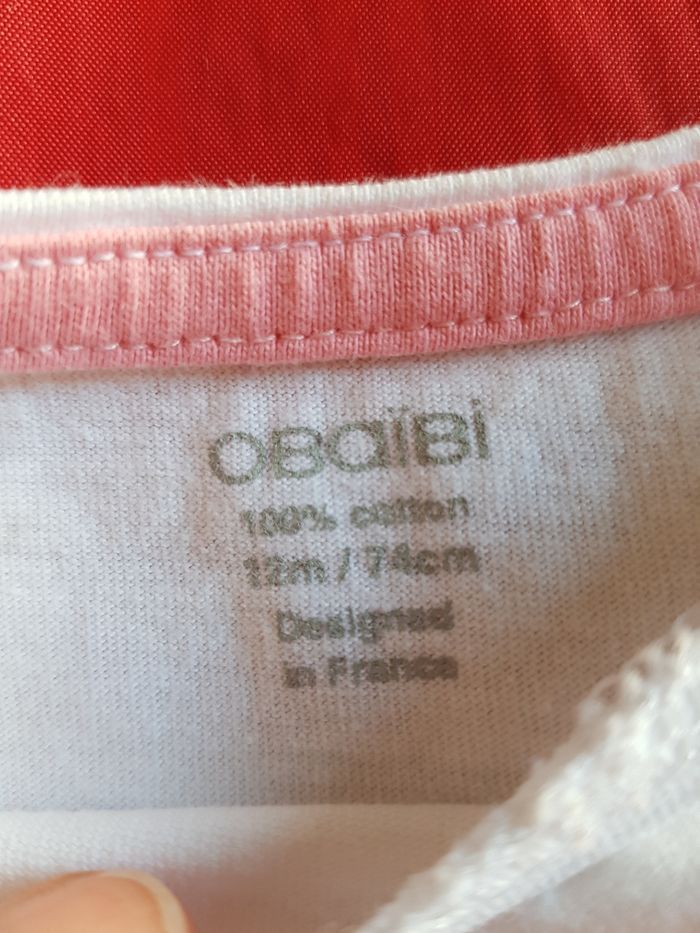 OBaïBi
100% cotton
12m / 74cm
Designed
in France